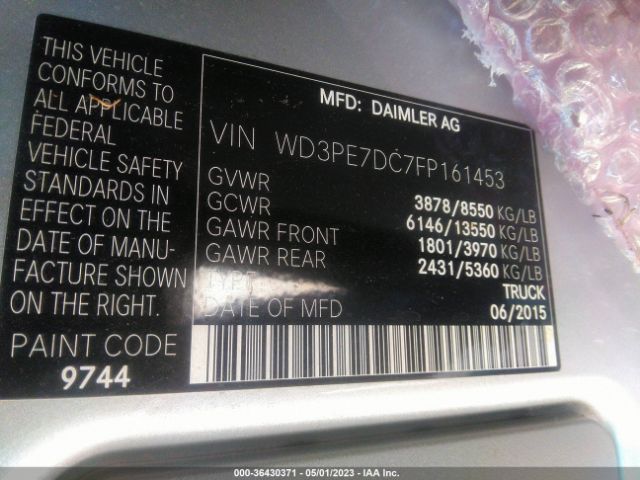 THIS VEHICLE
CONFORMS TO
ALL APPLICABLE
FEDERAL
VEHICLE SAFETY
STANDARDS IN
EFFECT ON THE
DATE OF MANU-
FACTURE SHOWN
ON THE RIGHT.
PAINT CODE
9744
MFD: DAIMLER AG
VIN WD3PE7DC7FP161453
GVWR 3878/8550 KG/LB
GCWR 6146/13550 KG/LB
GAWR FRONT 1801/3970 KG/LB
GAWR REAR 2431/5360 KG/LB
TYPE TRUCK
DATE OF MFD 06/2015
000-36430371 - 05/01/2023 - IAA Inc.